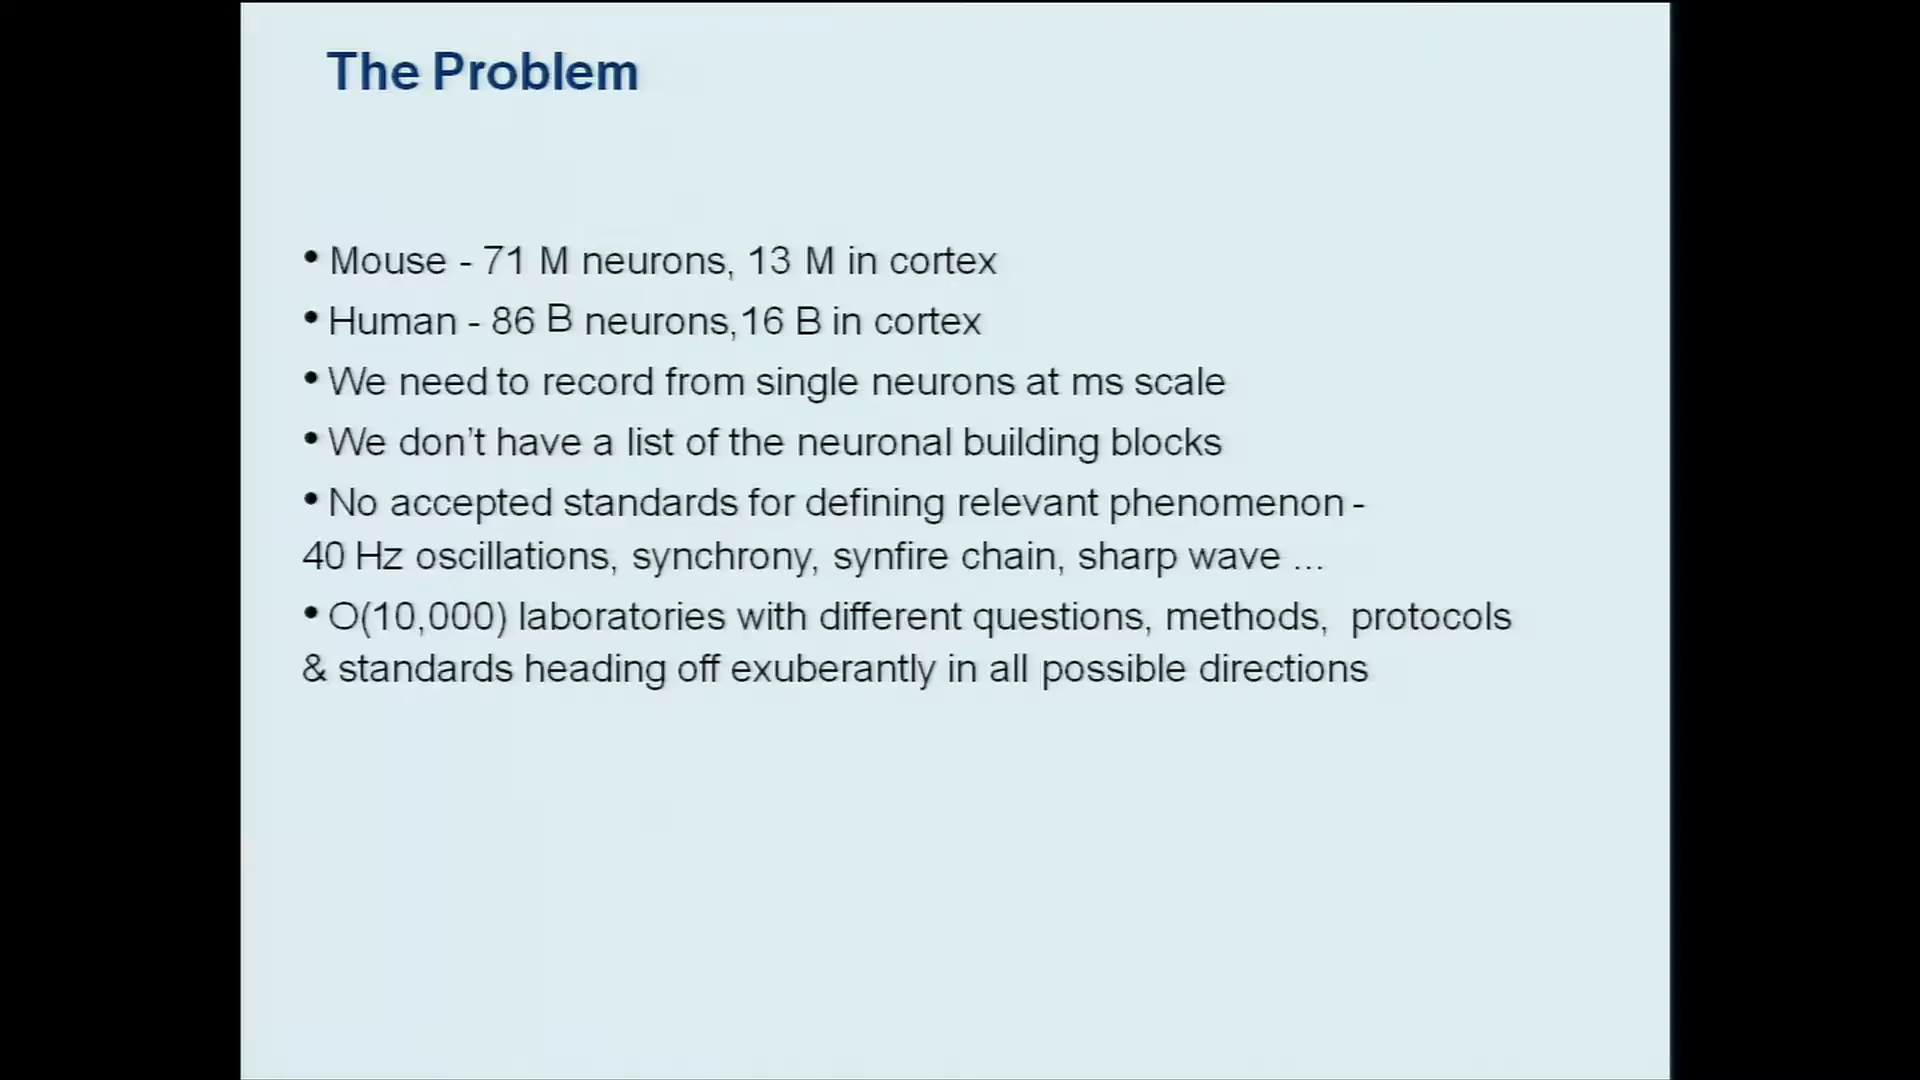 The Problem
• Mouse - 71 M neurons, 13 M in cortex
• Human - 86 B neurons,16 B in cortex
• We need to record from single neurons at ms scale
• We don’t have a list of the neuronal building blocks
• No accepted standards for defining relevant phenomenon -
40 Hz oscillations, synchrony, synfire chain, sharp wave ...
• O(10,000) laboratories with different questions, methods,  protocols
& standards heading off exuberantly in all possible directions